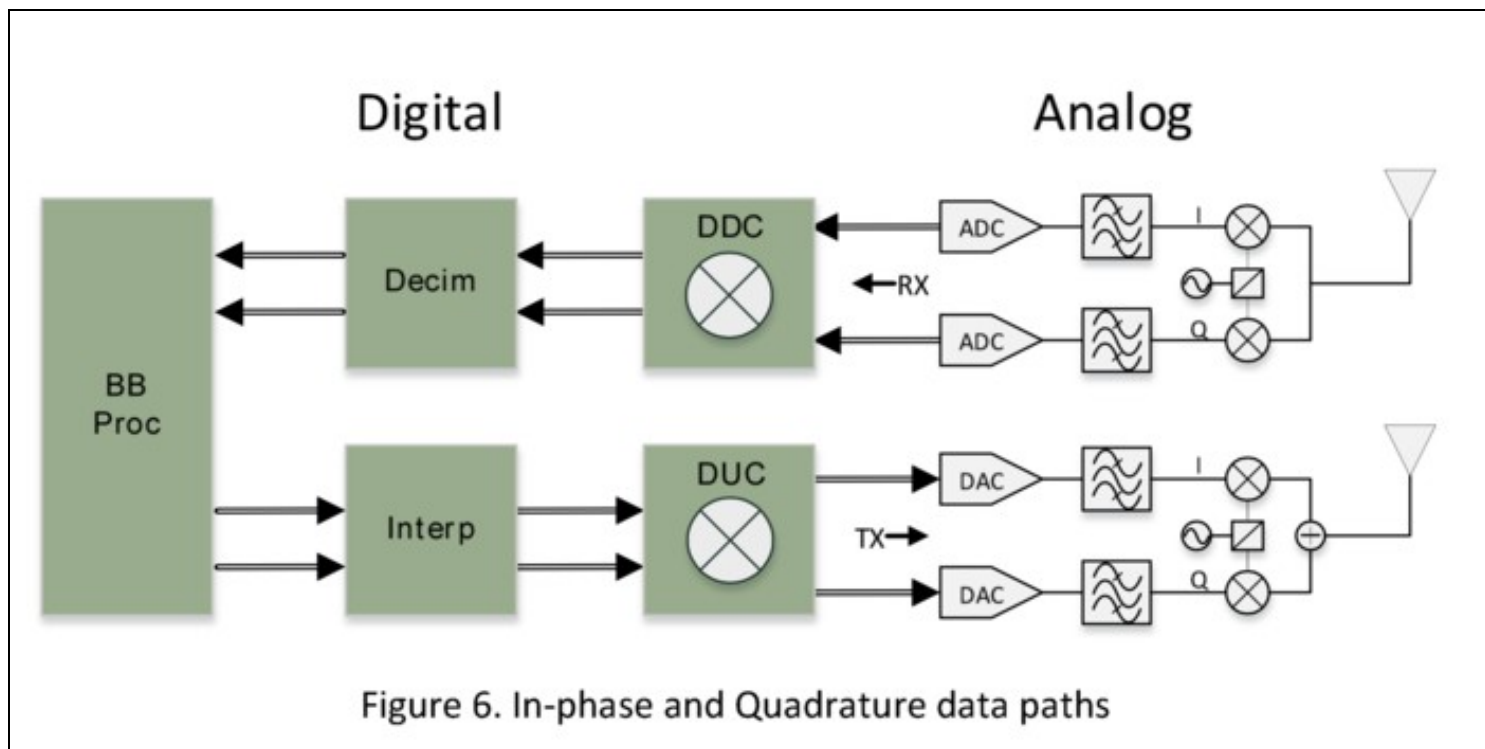 Digital
Analog
BB
Proc
Decim
DDC
RX
ADC
I
ADC
Q
Interp
DUC
TX
DAC
I
DAC
Q
Figure 6. In-phase and Quadrature data paths